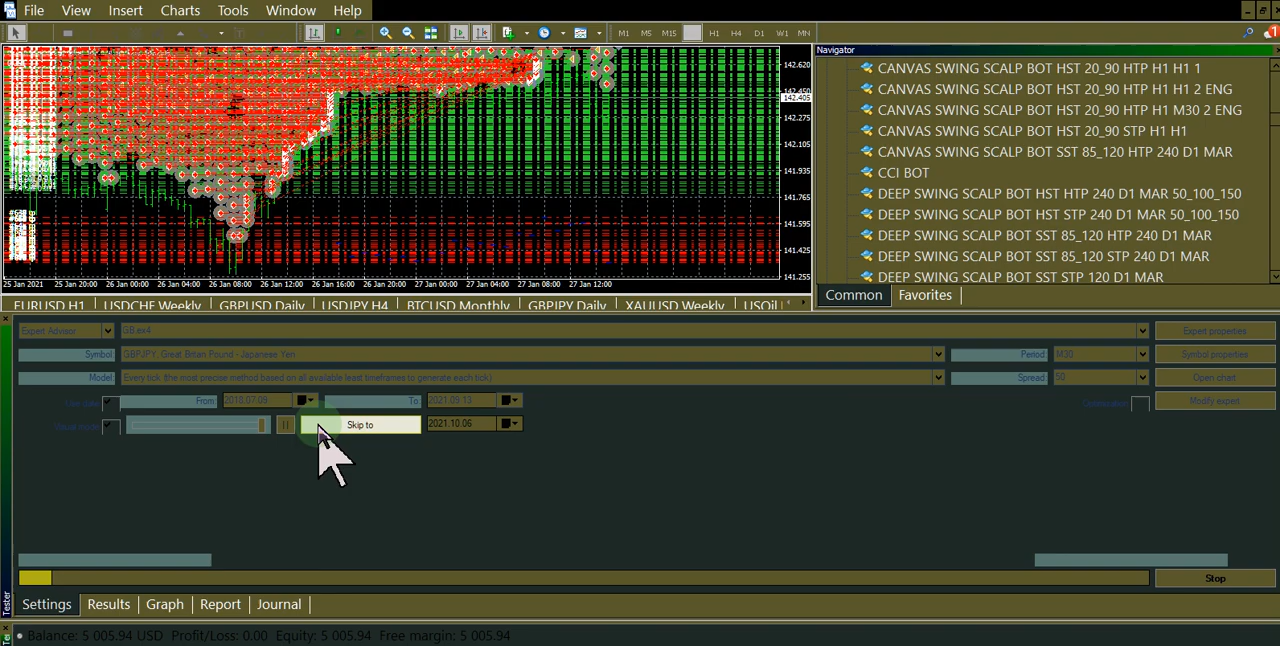 File View Insert Charts Tools Window Help
M1 M5 M15 H1 H4 D1 W1 MN
Navigator
142.620
142.450
142.405
142.275
142.105
141.935
141.765
141.595
141.425
141.255
25 Jan 2021 25 Jan 20:00 26 Jan 00:00 26 Jan 04:00 26 Jan 08:00 26 Jan 12:00 26 Jan 16:00 26 Jan 20:00 27 Jan 00:00 27 Jan 04:00 27 Jan 08:00 27 Jan 12:00
CANVAS SWING SCALP BOT HST 20_90 HTP H1 H1 1
CANVAS SWING SCALP BOT HST 20_90 HTP H1 H1 2 ENG
CANVAS SWING SCALP BOT HST 20_90 HTP H1 M30 2 ENG
CANVAS SWING SCALP BOT HST 20_90 STP H1 H1
CANVAS SWING SCALP BOT SST 85_120 HTP 240 D1 MAR
CCI BOT
DEEP SWING SCALP BOT HST HTP 240 D1 MAR 50_100_150
DEEP SWING SCALP BOT HST STP 240 D1 MAR 50_100_150
DEEP SWING SCALP BOT SST 85_120 HTP 240 D1 MAR
DEEP SWING SCALP BOT SST 85_120 STP 240 D1 MAR
DEEP SWING SCALP BOT SST STP 120 D1 MAR
Common Favorites
EURUSD H1 USDCHF Weekly GBPUSD Daily USDJPY H4 BTCUSD Monthly GBPJPY Daily XAUUSD Weekly USOil
Expert Advisor GB.ex4 Expert properties
Symbol GBPJPY, Great Britan Pound - Japanese Yen Period: M30 Symbol properties
Model: Every tick (the most precise method based on all available least timeframes to generate each tick) Spread: 50 Open chart
Use date From: 2018.07.09 To: 2021.09.13 Optimization Modify expert
Visual mode Skip to 2021.10.06
Stop
Tester
Settings Results Graph Report Journal
Balance: 5 005.94 USD Profit/Loss: 0.00 Equity: 5 005.94 Free margin: 5 005.94